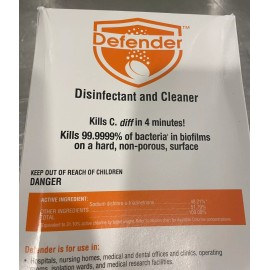 Defender™
Disinfectant and Cleaner
Kills C. diff in 4 minutes!
Kills 99.9999% of bacteria in biofilms
on a hard, non-porous, surface
KEEP OUT OF REACH OF CHILDREN
DANGER
ACTIVE INGREDIENT:
OTHER INGREDIENTS:
Defender is for use in:
• Hospitals, nursing homes, medical and dental offices and clinics, operating
rooms, isolation wards, and medical research facilities.